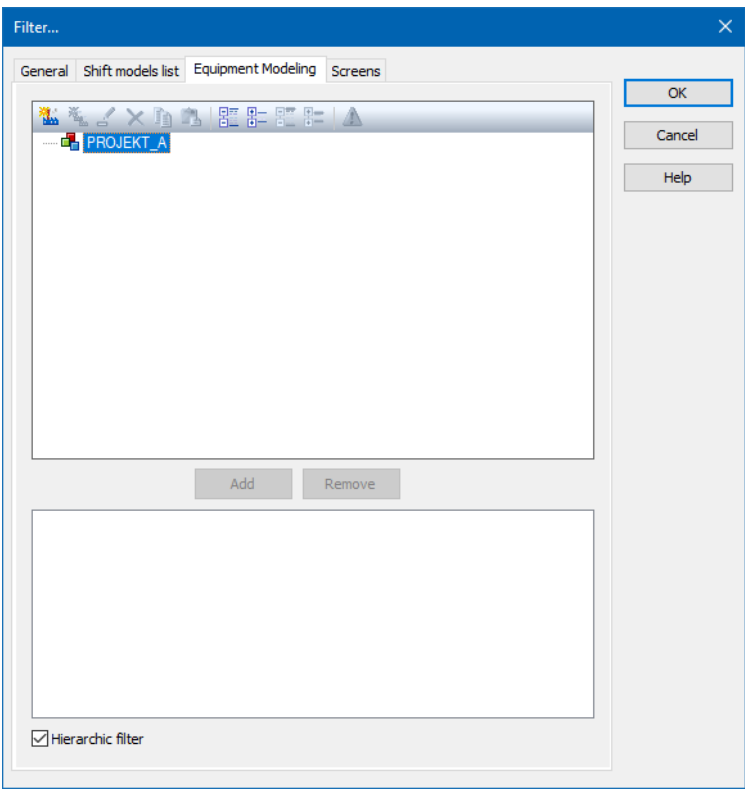 Filter...
General Shift models list Equipment Modeling Screens
OK
Cancel
Help
PROJEKT_A
Add Remove
Hierarchic filter